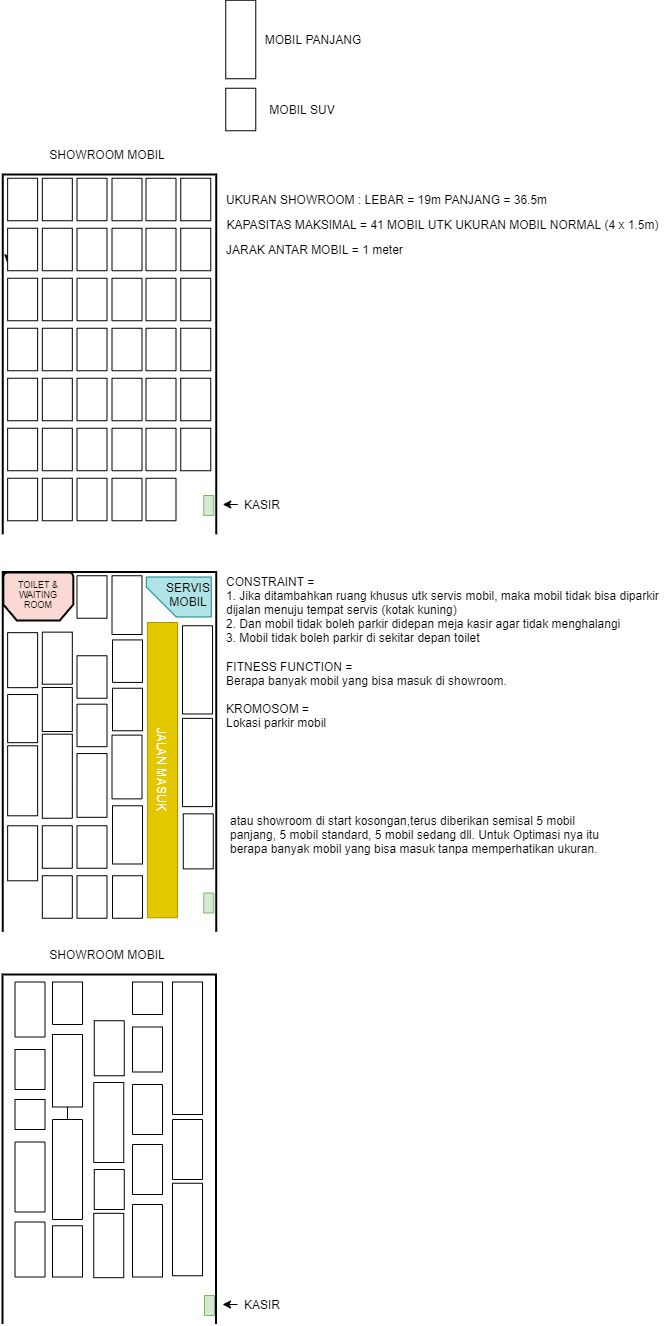 MOBIL PANJANG
MOBIL SUV
SHOWROOM MOBIL
UKURAN SHOWROOM : LEBAR = 19m PANJANG = 36.5m
KAPASITAS MAKSIMAL = 41 MOBIL UTK UKURAN MOBIL NORMAL (4 x 1.5m)
JARAK ANTAR MOBIL = 1 meter
KASIR
TOILET &
WAITING
ROOM
SERVIS
MOBIL
JALAN MASUK
CONSTRAINT =
1. Jika ditambahkan ruang khusus utk servis mobil, maka mobil tidak bisa diparkir
dijalan menuju tempat servis (kotak kuning)
2. Dan mobil tidak boleh parkir didepan meja kasir agar tidak menghalangi
3. Mobil tidak boleh parkir di sekitar depan toilet
FITNESS FUNCTION =
Berapa banyak mobil yang bisa masuk di showroom.
KROMOSOM =
Lokasi parkir mobil
atau showroom di start kosongan,terus diberikan semisal 5 mobil
panjang, 5 mobil standard, 5 mobil sedang dll. Untuk Optimasi nya itu
berapa banyak mobil yang bisa masuk tanpa memperhatikan ukuran.
SHOWROOM MOBIL
KASIR